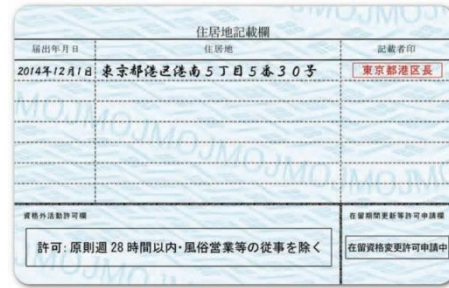 住居地記載欄
届出年月日 住居地 記載者印
2014年12月1日 東京都港区港南5丁目5番30号 東京都港区長
資格外活動許可欄 在留期間更新等許可申請欄
許可:原則週28時間以内・風俗営業等の従事を除く 在留資格変更許可申請中
MOJMOJMOJMOJMOJ